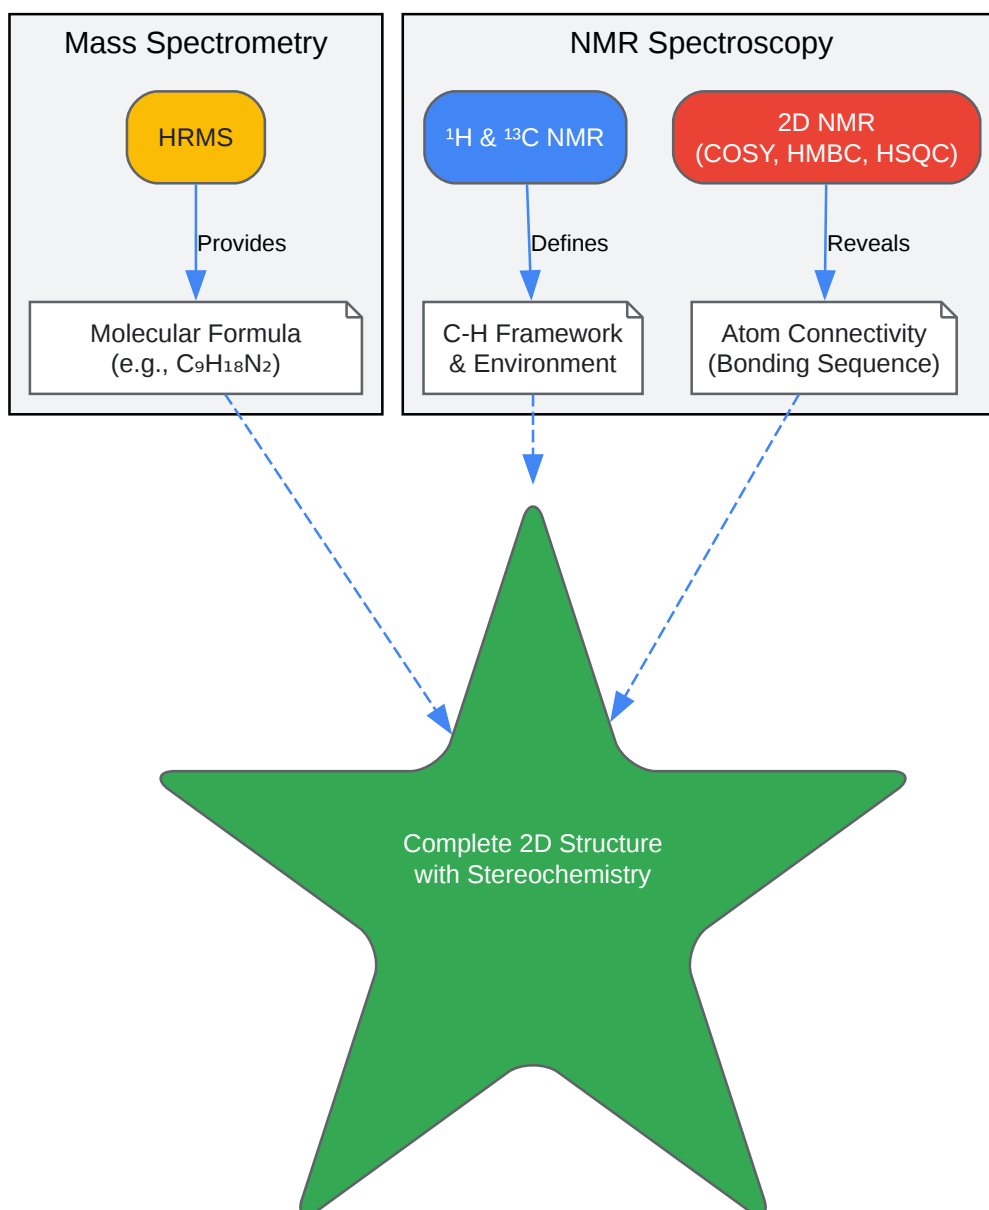 Mass Spectrometry
HRMS
Provides
Molecular Formula
(e.g., C₉H₁₈N₂)
NMR Spectroscopy
¹H & ¹³C NMR
Defines
C-H Framework
& Environment
2D NMR
(COSY, HMBC, HSQC)
Reveals
Atom Connectivity
(Bonding Sequence)
Complete 2D Structure
with Stereochemistry